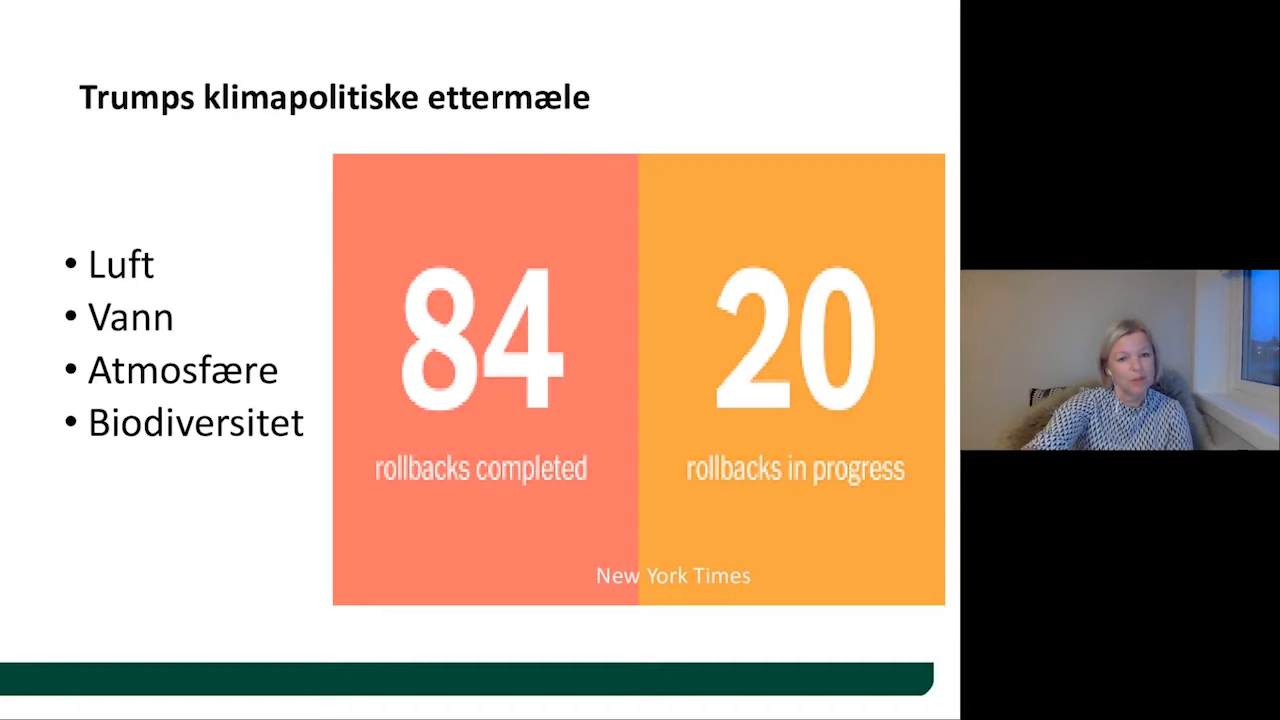 Trumps klimapolitiske ettermæle
• Luft
• Vann
• Atmosfære
• Biodiversitet
84
rollbacks completed
20
rollbacks in progress
New York Times